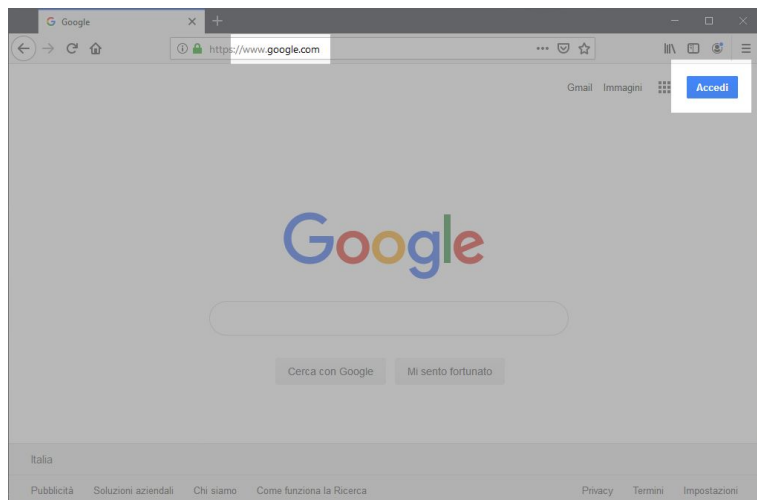 Google
https://www.google.com
Gmail Immagini Accedi
Google
Cerca con Google Mi sento fortunato
Italia
Pubblicità Soluzioni aziendali Chi siamo Come funziona la Ricerca Privacy Termini Impostazioni